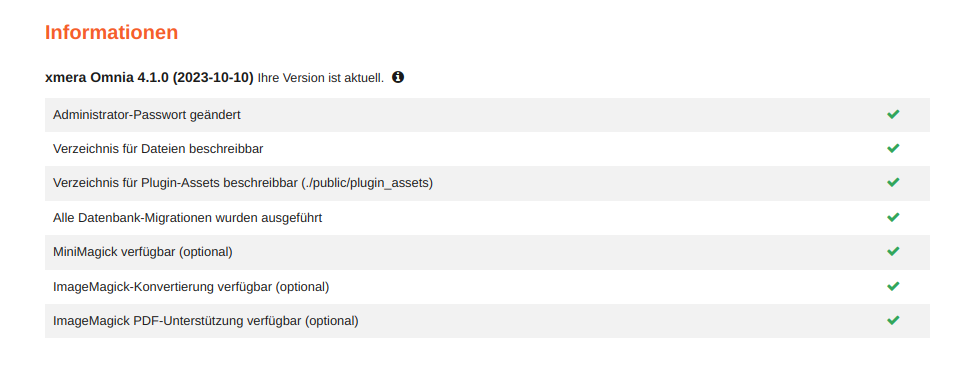 Informationen
xmera Omnia 4.1.0 (2023-10-10) Ihre Version ist aktuell.
Administrator-Passwort geändert
Verzeichnis für Dateien beschreibbar
Verzeichnis für Plugin-Assets beschreibbar (./public/plugin_assets)
Alle Datenbank-Migrationen wurden ausgeführt
MiniMagick verfügbar (optional)
ImageMagick-Konvertierung verfügbar (optional)
ImageMagick PDF-Unterstützung verfügbar (optional)